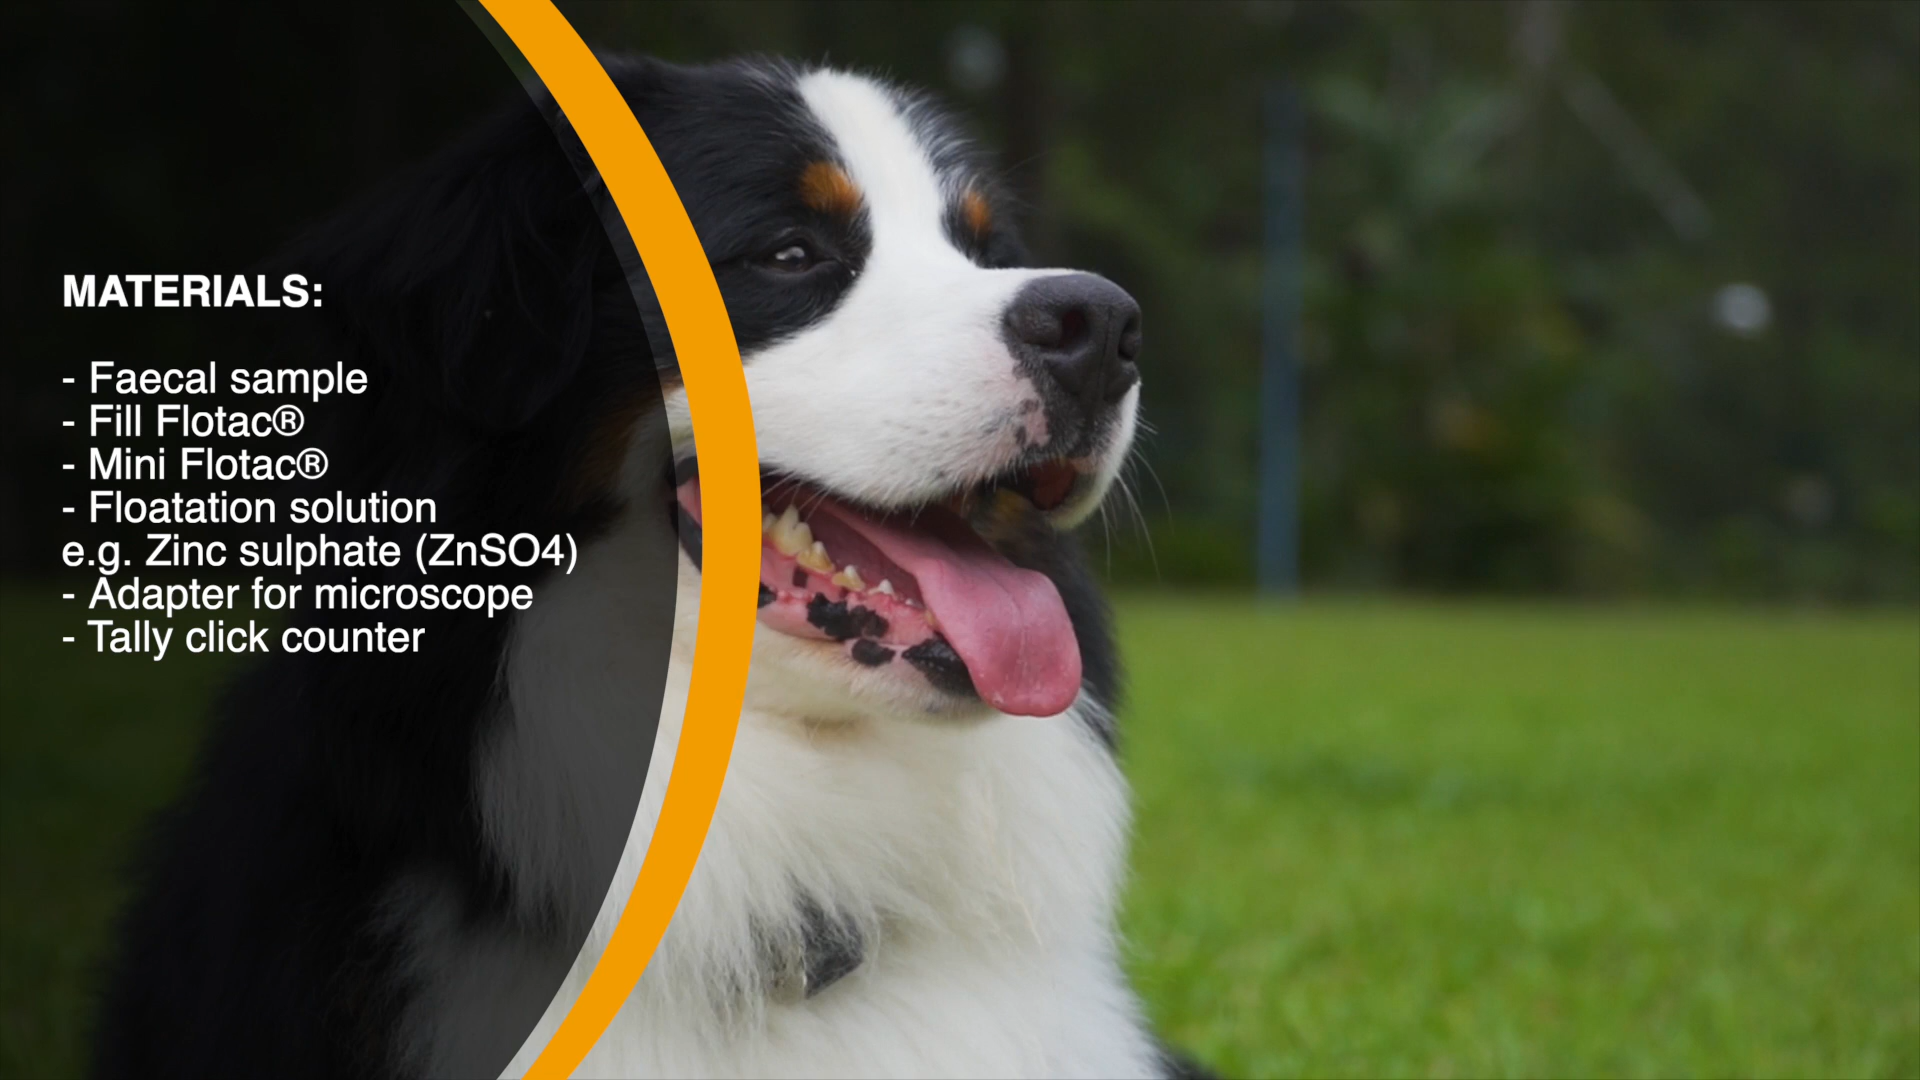 MATERIALS:
- Faecal sample
- Fill Flotac®
- Mini Flotac®
- Floatation solution
e.g. Zinc sulphate (ZnSO4)
- Adapter for microscope
- Tally click counter